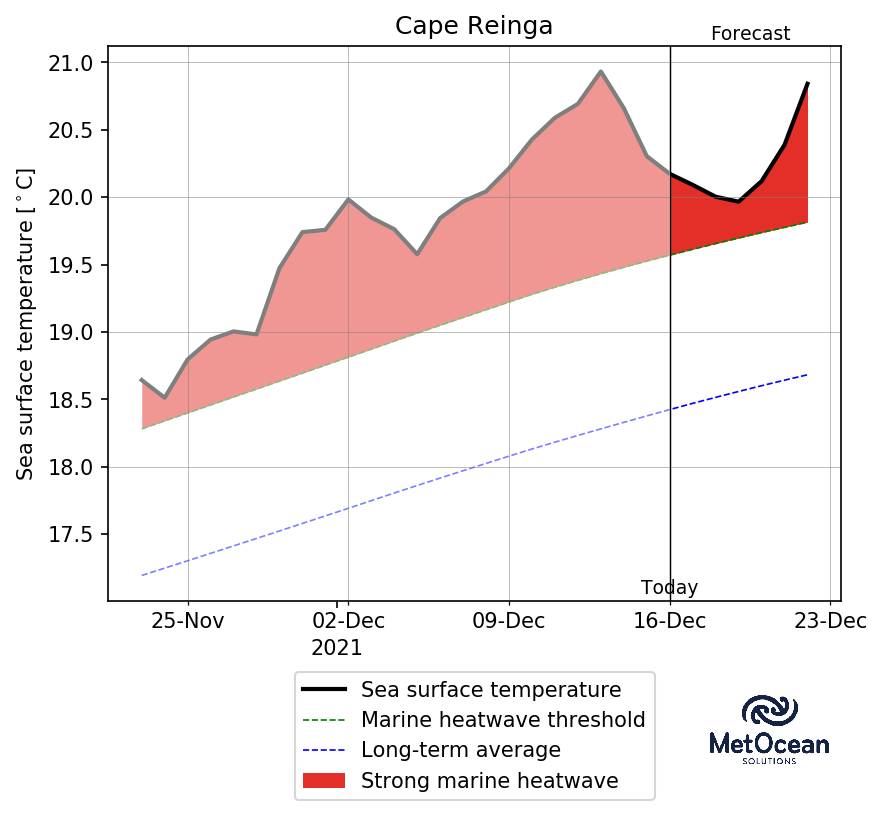 Cape Reinga
Forecast
Sea surface temperature [°C]
21.0
20.5
20.0
19.5
19.0
18.5
18.0
17.5
Today
25-Nov 02-Dec 09-Dec 16-Dec 23-Dec
2021
Sea surface temperature
Marine heatwave threshold
Long-term average
Strong marine heatwave
MetOcean
SOLUTIONS